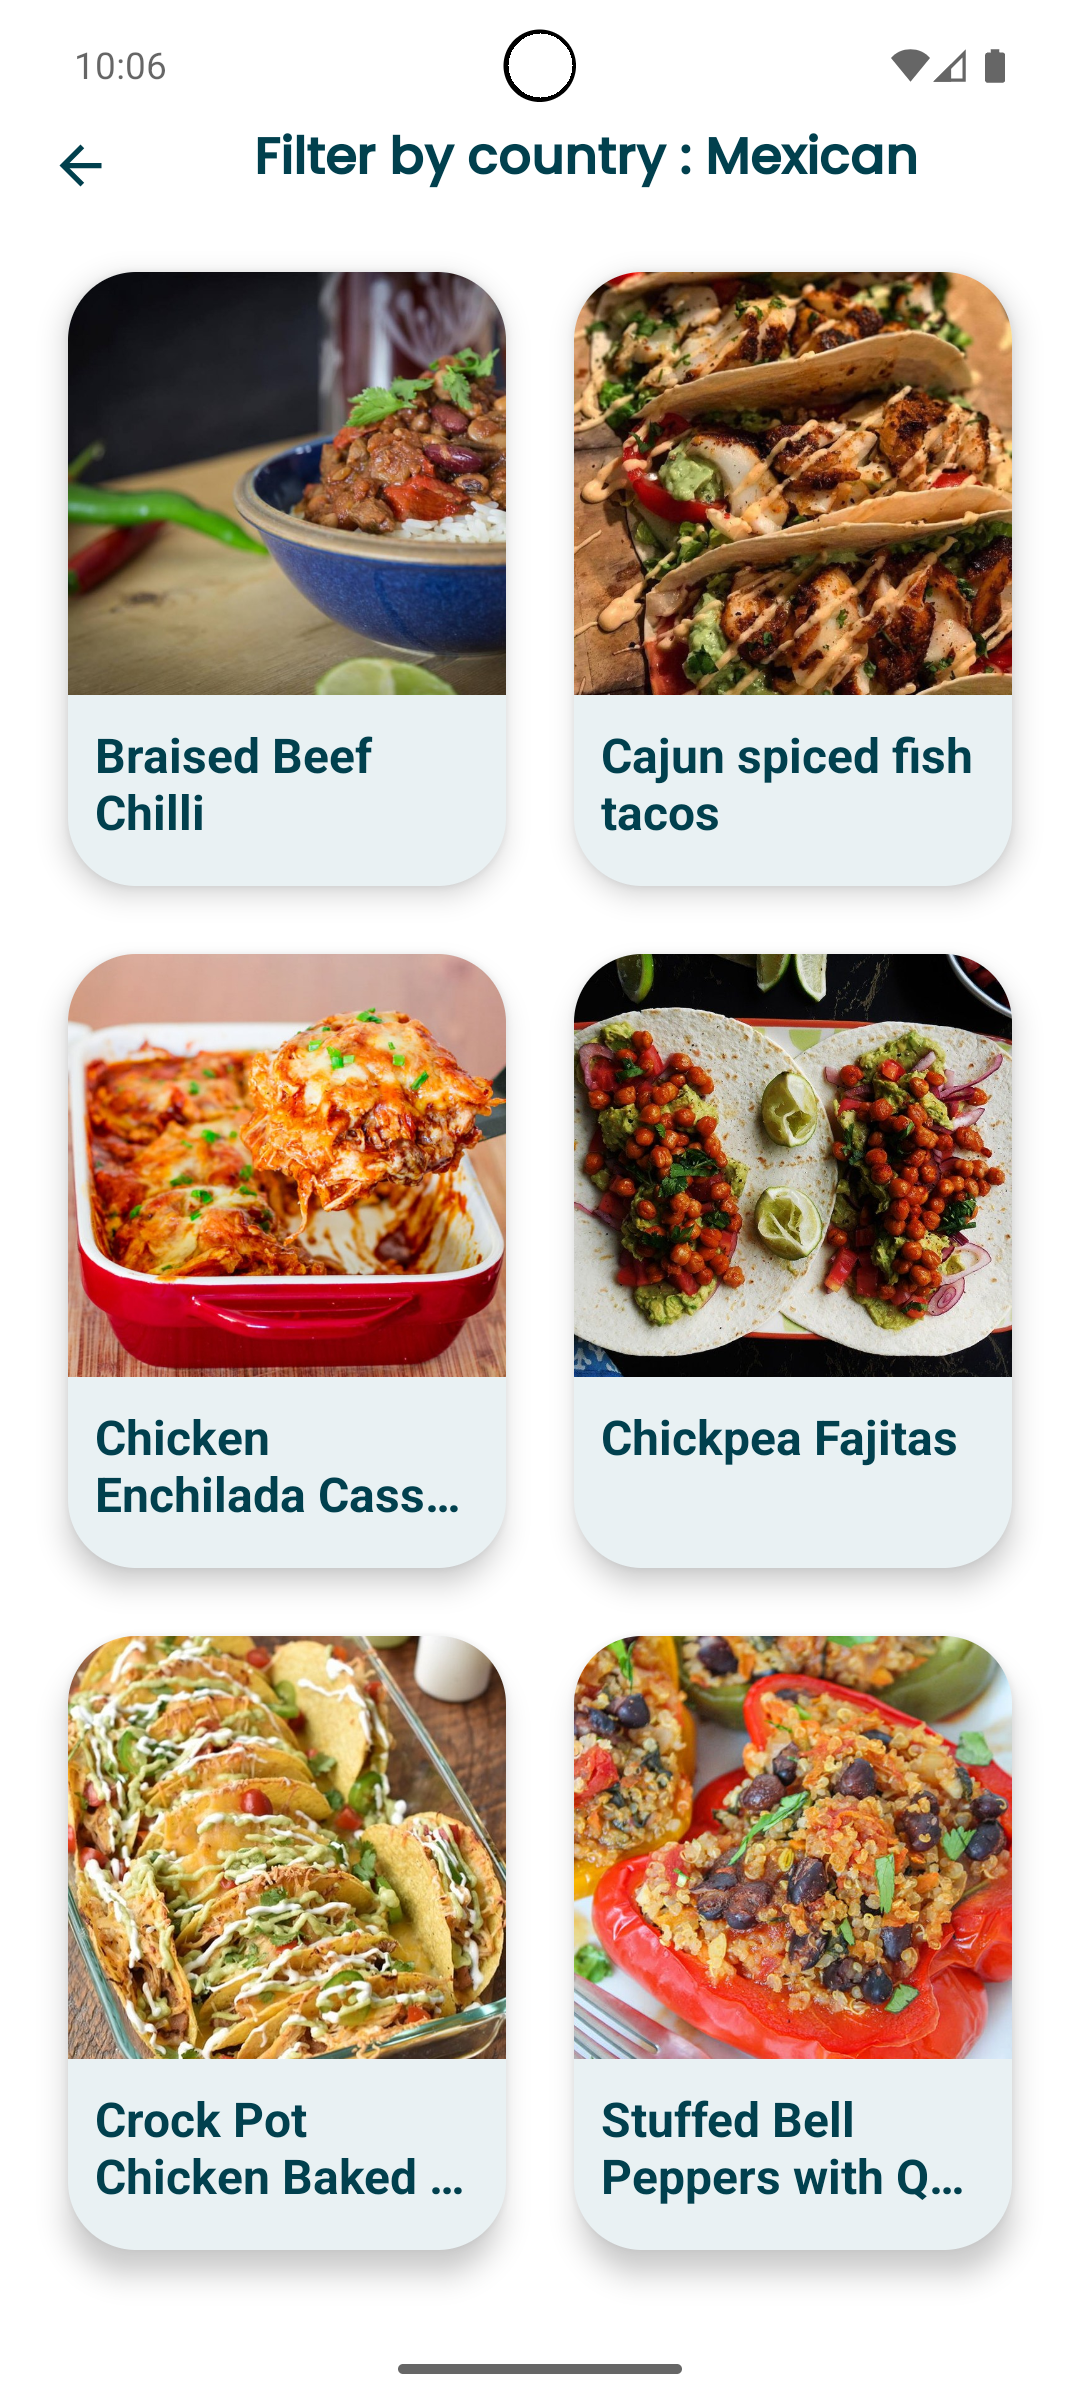 10:06
Filter by country : Mexican
Braised Beef
Chilli
Cajun spiced fish
tacos
Chicken
Enchilada Cass...
Chickpea Fajitas
Crock Pot
Chicken Baked ...
Stuffed Bell
Peppers with Q...